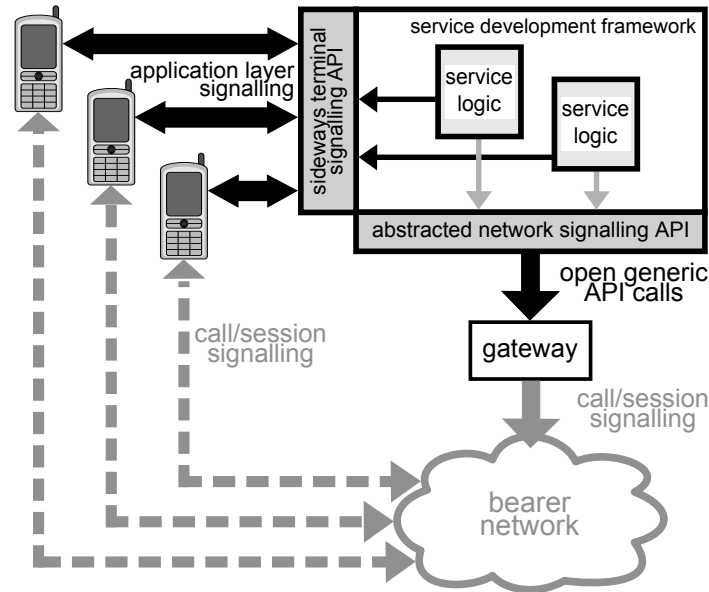 service development framework
application layer
signalling
sideways terminal
signalling API
service
logic
service
logic
abstracted network signalling API
open generic
API calls
call/session
signalling
gateway
call/session
signalling
bearer
network